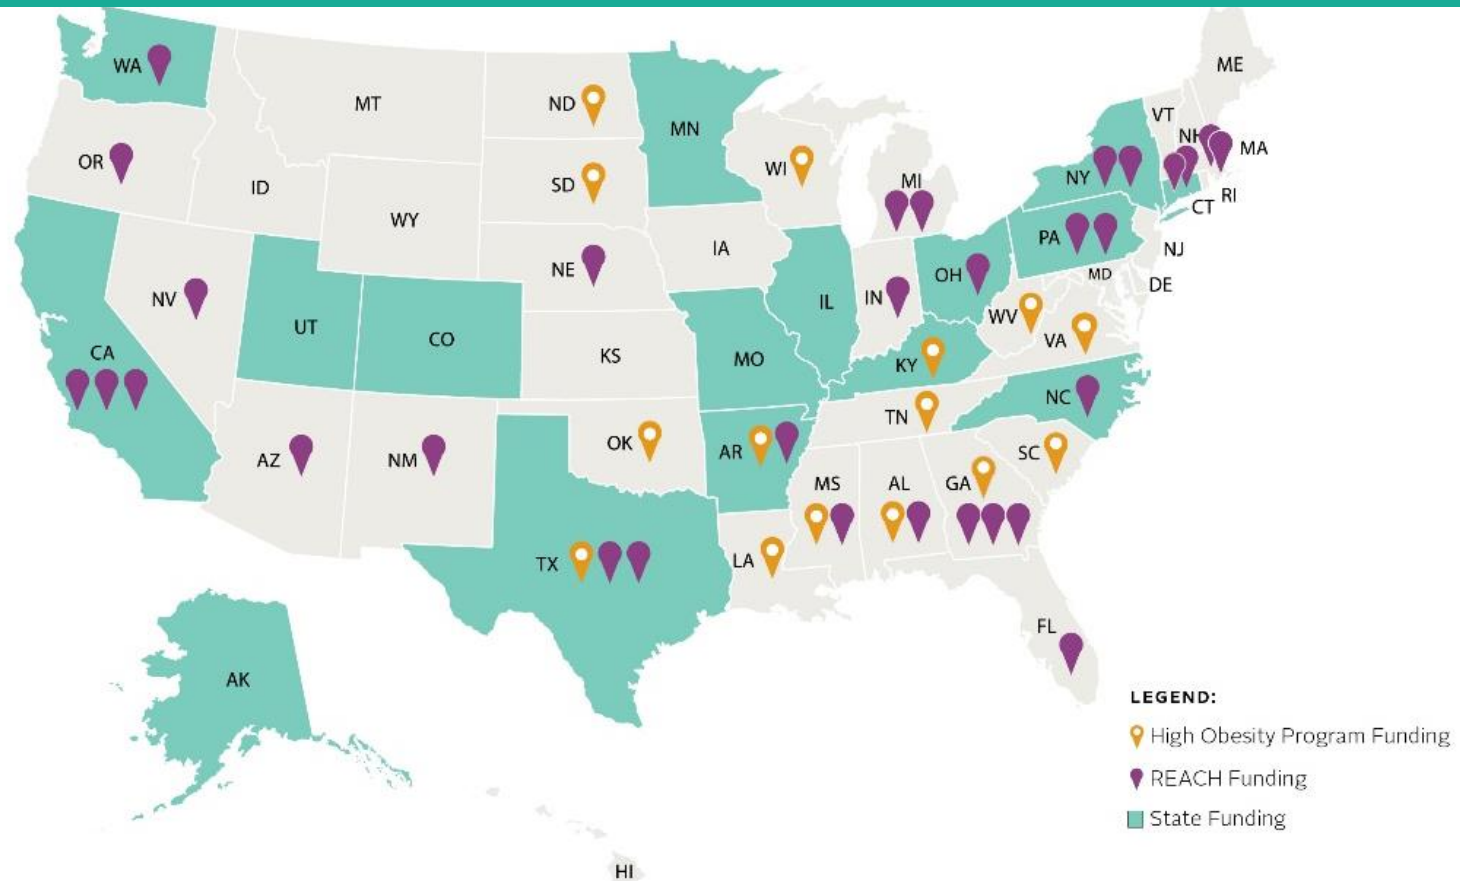 ME
WA
MT
ND
VT
MN
NH
MA
OR
WI
NY
MI
ID
SD
RI
CT
WY
PA
IA
NJ
NE
OH
MD
DE
NV
IN
IL
WV
UT
CO
VA
CA
KS
MO
KY
NC
TN
OK
AR
SC
AZ
NM
MS
AL
GA
TX
LA
FL
AK
HI
LEGEND:
High Obesity Program Funding
REACH Funding
State Funding